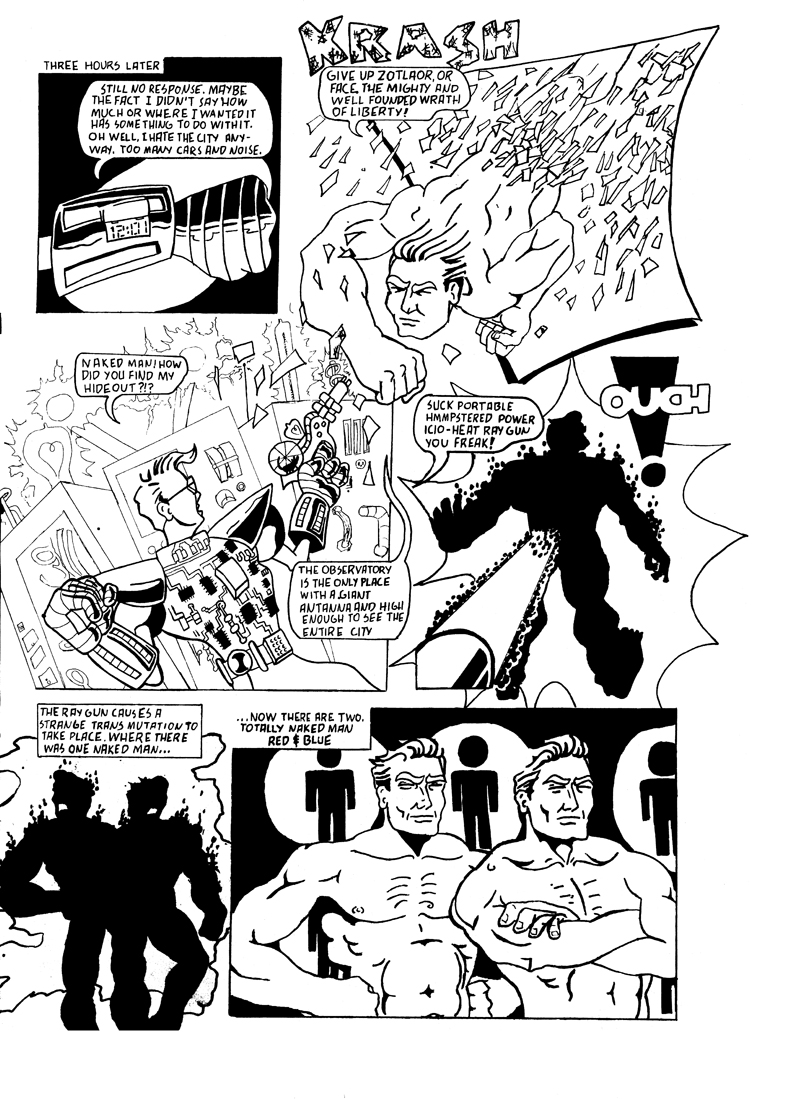 THREE HOURS LATER
STILL NO RESPONSE. MAYBE
THE FACT I DIDN'T SAY HOW
MUCH OR WHERE I WANTED IT
HAS SOMETHING TO DO WITH IT.
OH WELL, I HATE THE CITY ANY-
WAY. TOO MANY CARS AND NOISE.
12:01
KRASH
GIVE UP ZOTLAOR, OR
FACE THE MIGHTY AND
WELL FOUNDED WRATH
OF LIBERTY!
NAKED MAN! HOW
DID YOU FIND MY
HIDEOUT?!?
THE OBSERVATORY
IS THE ONLY PLACE
WITH A GIANT
ANTANNA AND HIGH
ENOUGH TO SEE THE
ENTIRE CITY
SUCK PORTABLE
HMMPSTERED POWER
ICIO-HEAT RAY GUN
YOU FREAK!
OUCH
!
THE RAY GUN CAUSES A
STRANGE TRANS MUTATION TO
TAKE PLACE. WHERE THERE
WAS ONE NAKED MAN...
...NOW THERE ARE TWO.
TOTALLY NAKED MAN
RED & BLUE